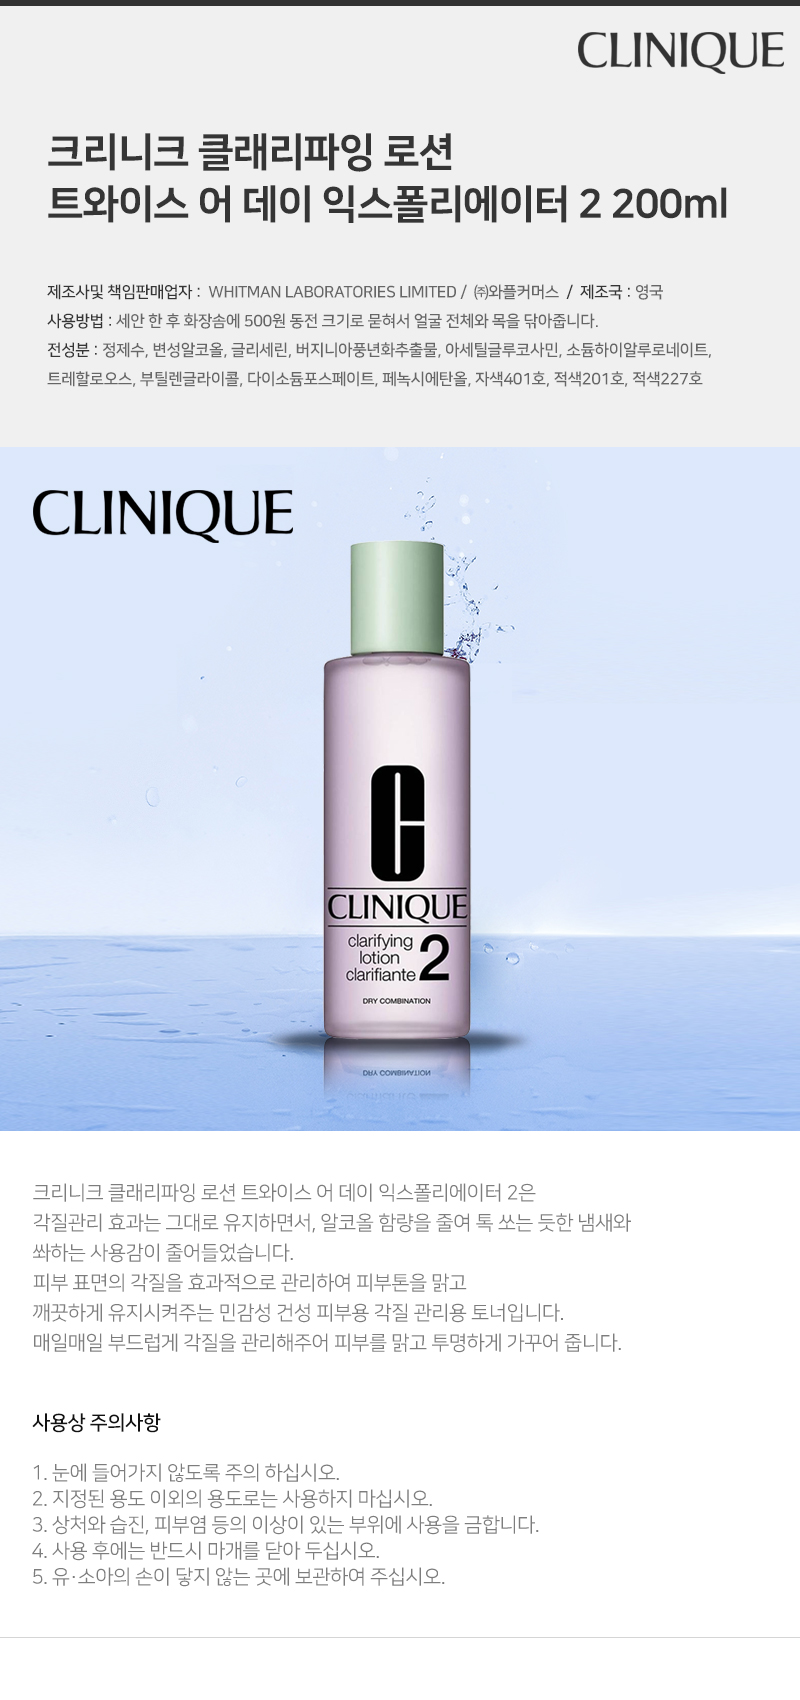 CLINIQUE
크리니크 클래리파잉 로션
트와이스 어 데이 익스폴리에이터 2 200ml
제조사및 책임판매업자 : WHITMAN LABORATORIES LIMITED / ㈜와플커머스 / 제조국 : 영국
사용방법 : 세안 한 후 화장솜에 500원 동전 크기로 묻혀서 얼굴 전체와 목을 닦아줍니다.
전성분 : 정제수, 변성알코올, 글리세린, 버지니아풍년화추출물, 아세틸글루코사민, 소듐하이알루로네이트,
트레할로오스, 부틸렌글라이콜, 다이소듐포스페이트, 페녹시에탄올, 자색401호, 적색201호, 적색227호
CLINIQUE
C
CLINIQUE
clarifying
lotion
clarifiante 2
DRY COMBINATION
DRY COMBINATION
크리니크 클래리파잉 로션 트와이스 어 데이 익스폴리에이터 2은
각질관리 효과는 그대로 유지하면서, 알코올 함량을 줄여 톡 쏘는 듯한 냄새와
쏴하는 사용감이 줄어들었습니다.
피부 표면의 각질을 효과적으로 관리하여 피부톤을 맑고
깨끗하게 유지시켜주는 민감성 건성 피부용 각질 관리용 토너입니다.
매일매일 부드럽게 각질을 관리해주어 피부를 맑고 투명하게 가꾸어 줍니다.
사용상 주의사항
1. 눈에 들어가지 않도록 주의 하십시오.
2. 지정된 용도 이외의 용도로는 사용하지 마십시오.
3. 상처와 습진, 피부염 등의 이상이 있는 부위에 사용을 금합니다.
4. 사용 후에는 반드시 마개를 닫아 두십시오.
5. 유·소아의 손이 닿지 않는 곳에 보관하여 주십시오.